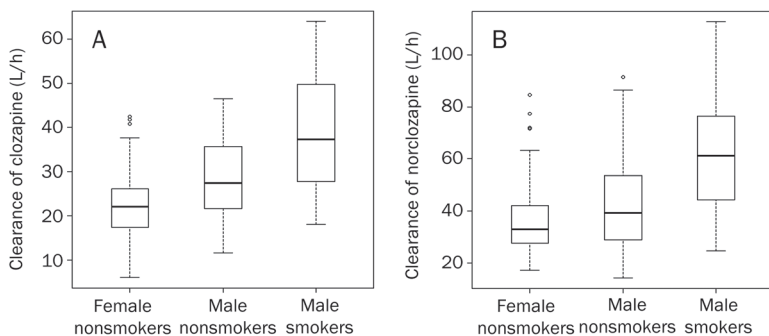 A
Clearance of clozapine (L/h)
60
50
40
30
20
10
Female
nonsmokers
Male
nonsmokers
Male
smokers
B
Clearance of norclozapine (L/h)
100
80
60
40
20
Female
nonsmokers
Male
nonsmokers
Male
smokers